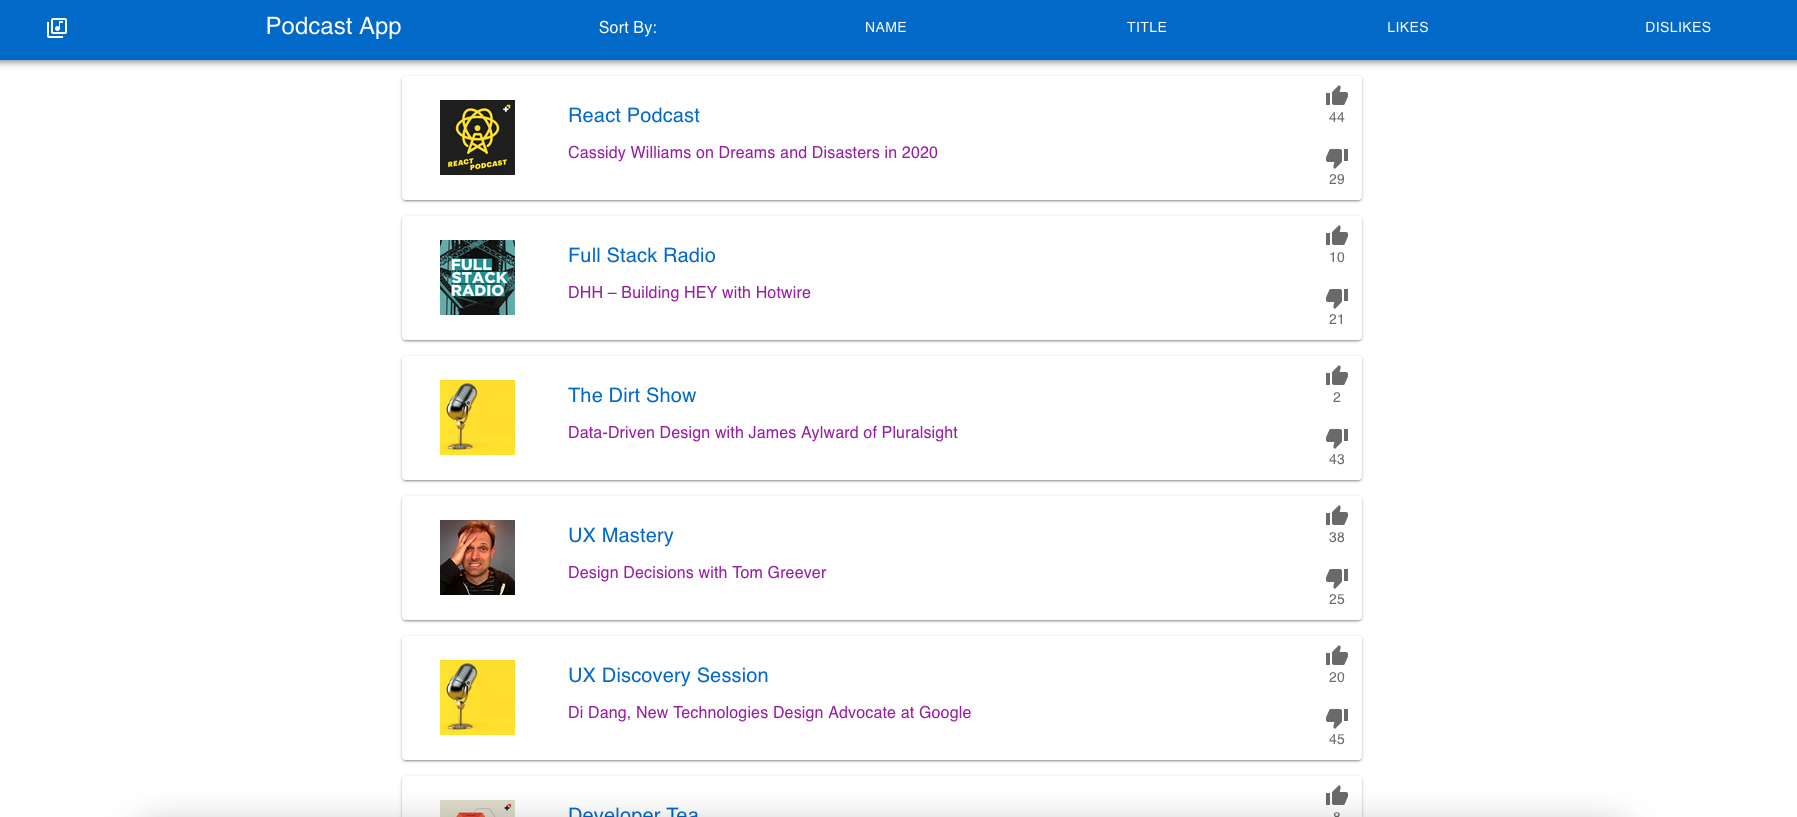 Podcast App Sort By: NAME TITLE LIKES DISLIKES
REACT
PODCAST
React Podcast
Cassidy Williams on Dreams and Disasters in 2020
44
29
FULL
STACK
RADIO
Full Stack Radio
DHH – Building HEY with Hotwire
10
21
The Dirt Show
Data-Driven Design with James Aylward of Pluralsight
2
43
UX Mastery
Design Decisions with Tom Greever
38
25
UX Discovery Session
Di Dang, New Technologies Design Advocate at Google
20
45
Developer Tea